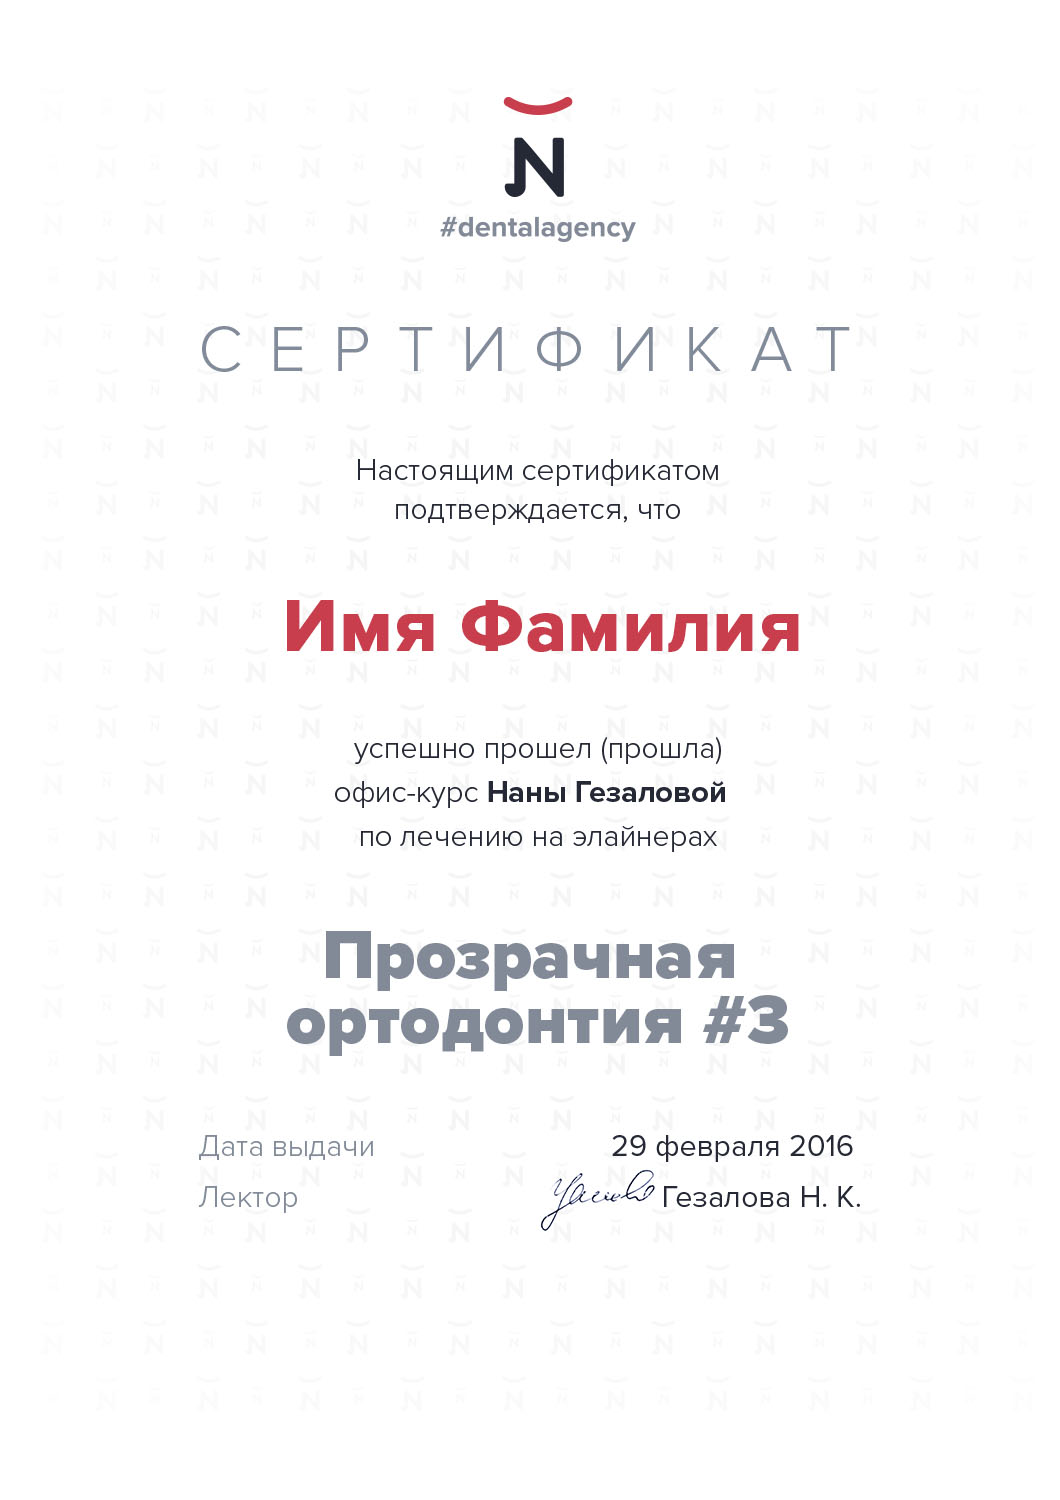 N
#dentalagency
СЕРТИФИКАТ
Настоящим сертификатом
подтверждается, что
Имя Фамилия
успешно прошел (прошла)
офис-курс Наны Гезаловой
по лечению на элайнерах
Прозрачная
ортодонтия #3
Дата выдачи 29 февраля 2016
Лектор Гезалова Н. К.